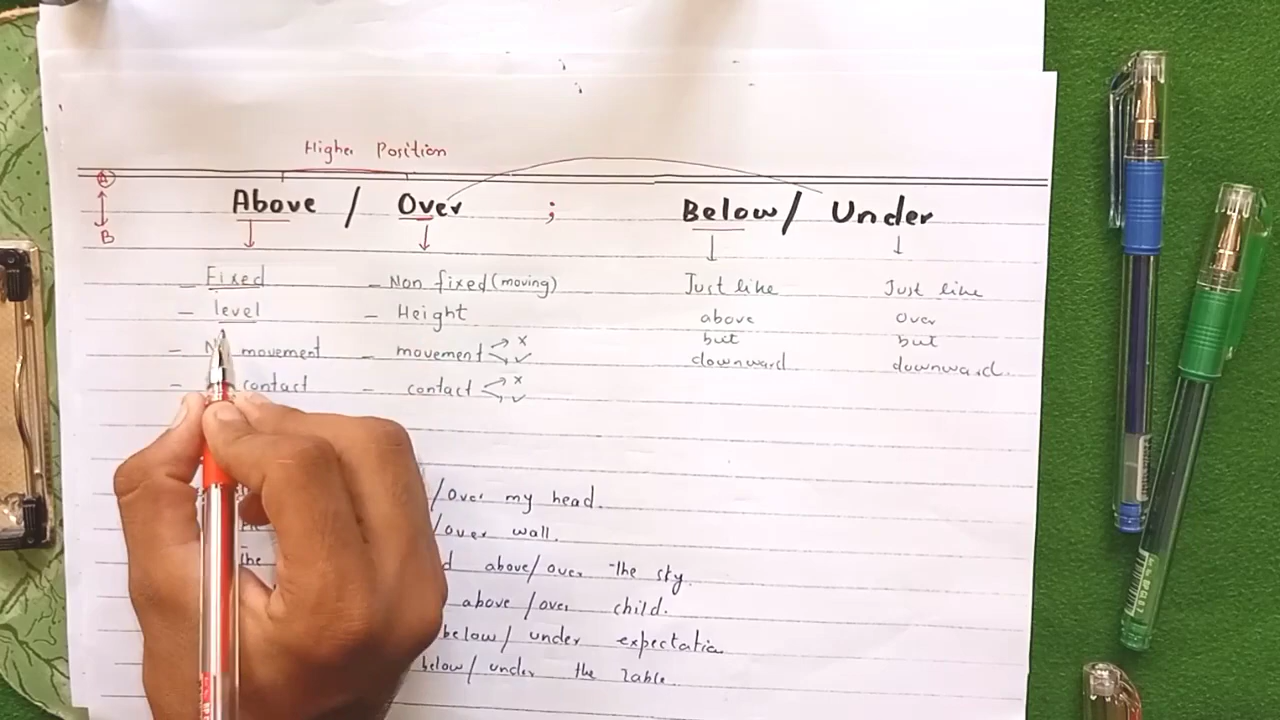 Higher Position
A
B
Above / Over ; Below / Under
– Fixed – Non fixed (moving) Just like Just like
– level – Height above over
but but
– movement – movement → x ✓ downward downward.
– contact – contact → x ✓
/over my head.
/over wall.
The above/over the sky.
above /over child.
below/ under expectation
below/ under the Table.